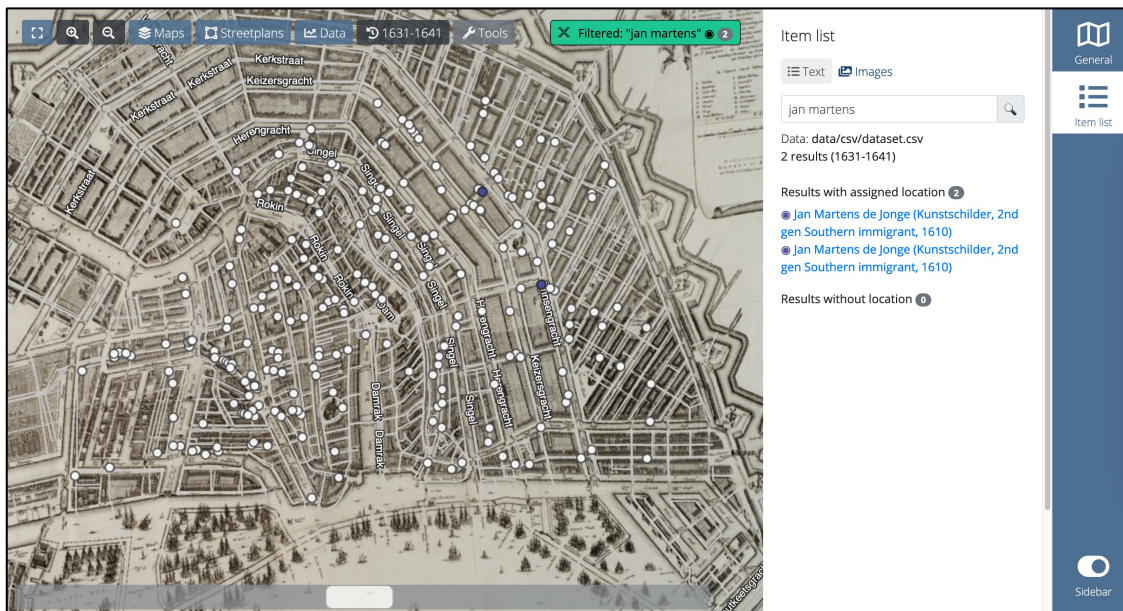 Maps
Streetplans
Data
1631-1641
Tools
Filtered: "jan martens" 2
Kerkstraat
Kerkstraat
Kerkstraat
Keizersgracht
Herengracht
Singel
Kerkstraat
Singel
Rokin
Singel
Rokin
Singel
Rokin
Singel
Dam
Prinsengracht
Herengracht
Singel
Keizersgracht
Damrak
Herengracht
Singel
Damrak
Item list
Text
Images
jan martens
Data: data/csv/dataset.csv
2 results (1631-1641)
Results with assigned location 2
Jan Martens de Jonge (Kunstschilder, 2nd
gen Southern immigrant, 1610)
Jan Martens de Jonge (Kunstschilder, 2nd
gen Southern immigrant, 1610)
Results without location 0
General
Item list
Sidebar